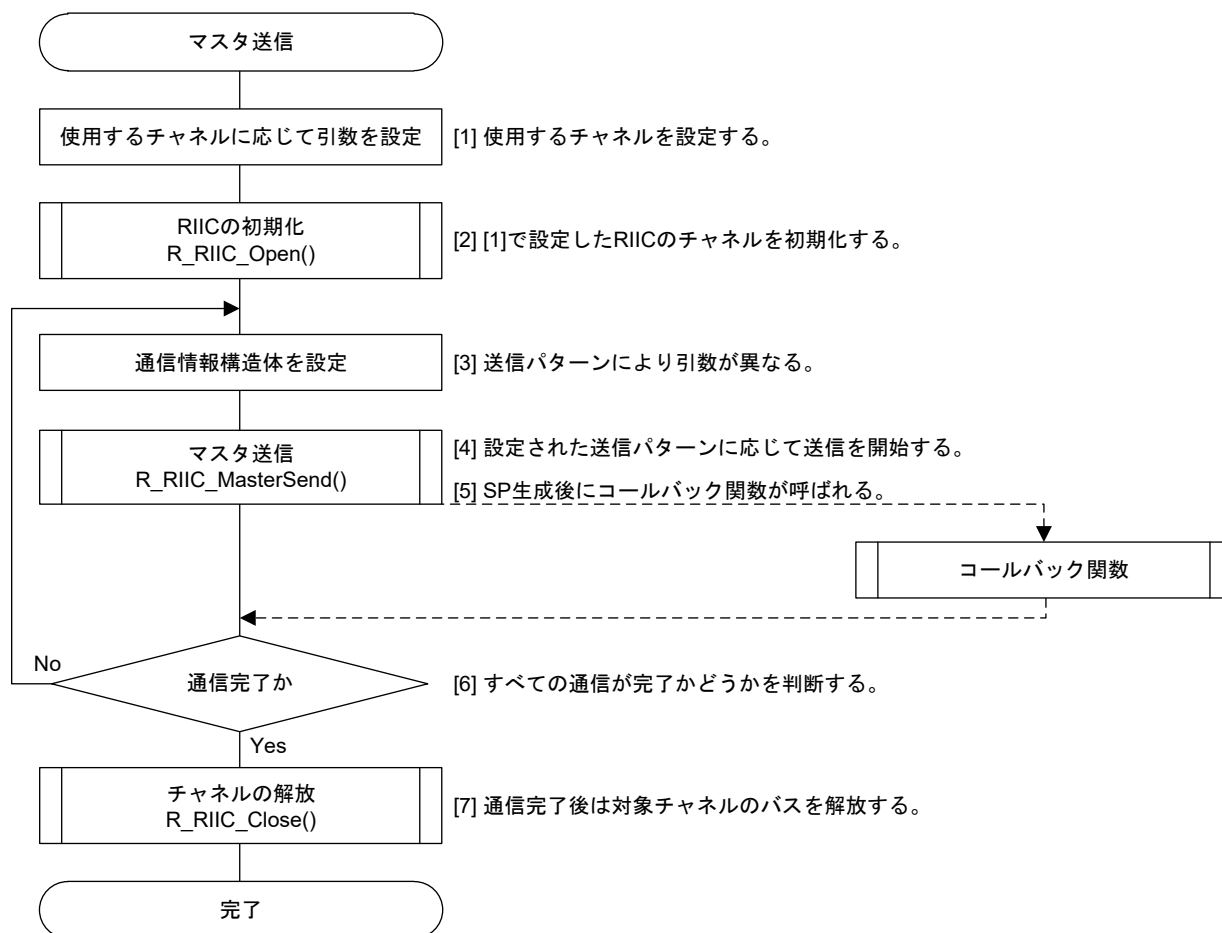 マスタ送信
使用するチャネルに応じて引数を設定
[1] 使用するチャネルを設定する。
RIICの初期化
R_RIIC_Open()
[2] [1]で設定したRIICのチャネルを初期化する。
通信情報構造体を設定
[3] 送信パターンにより引数が異なる。
マスタ送信
R_RIIC_MasterSend()
[4] 設定された送信パターンに応じて送信を開始する。
[5] SP生成後にコールバック関数が呼ばれる。
コールバック関数
No
通信完了か
[6] すべての通信が完了かどうかを判断する。
Yes
チャネルの解放
R_RIIC_Close()
[7] 通信完了後は対象チャネルのバスを解放する。
完了